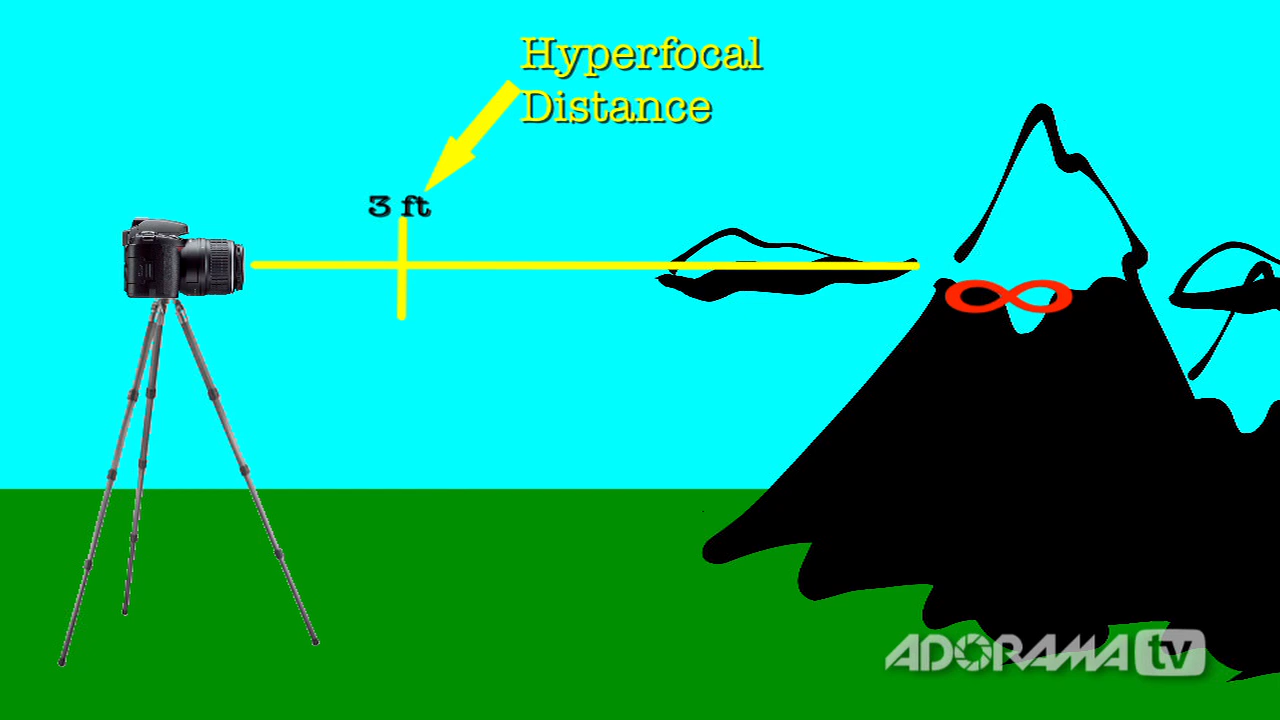 Hyperfocal
Distance
3 ft
∞
ADORAMA tv